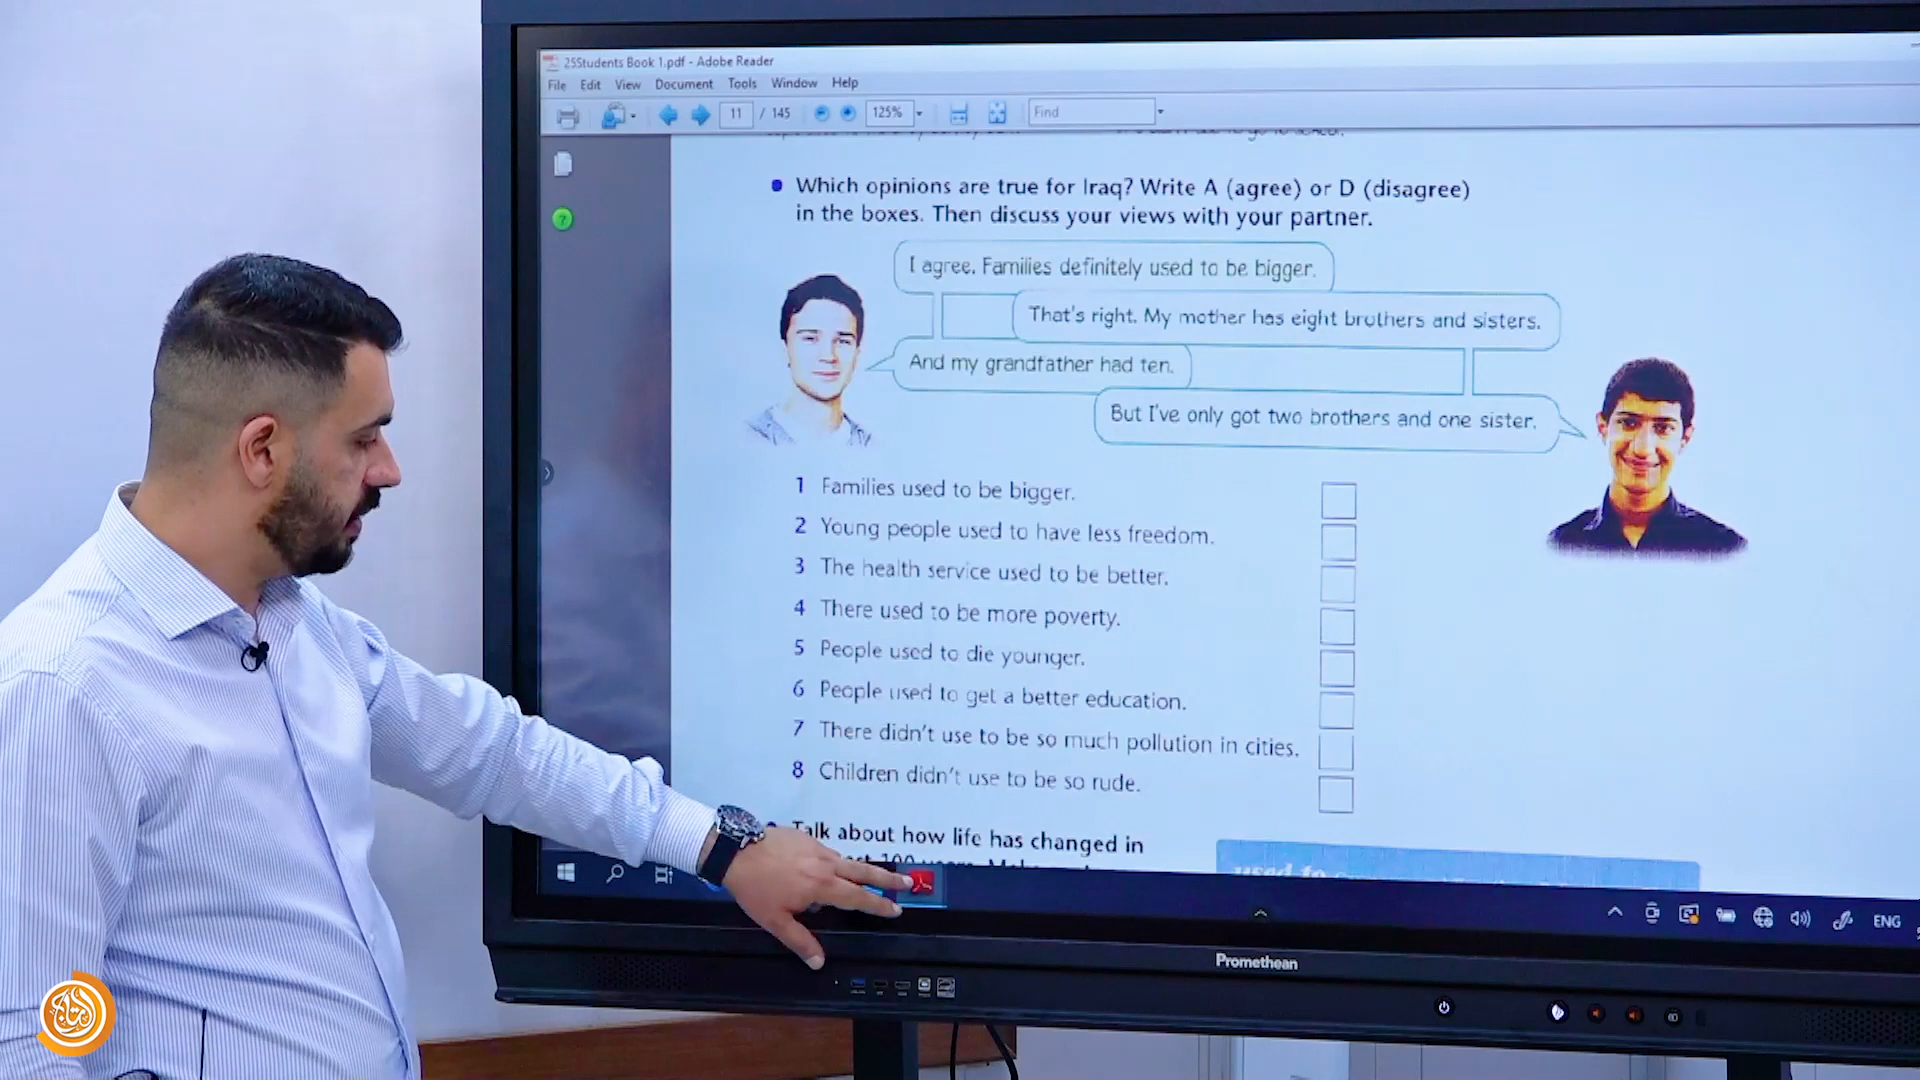 25Students Book 1.pdf - Adobe Reader
File Edit View Document Tools Window Help
11 / 145 125% Find
Which opinions are true for Iraq? Write A (agree) or D (disagree)
in the boxes. Then discuss your views with your partner.
I agree. Families definitely used to be bigger.
That's right. My mother has eight brothers and sisters.
And my grandfather had ten.
But I've only got two brothers and one sister.
1 Families used to be bigger.
2 Young people used to have less freedom.
3 The health service used to be better.
4 There used to be more poverty.
5 People used to die younger.
6 People used to get a better education.
7 There didn't use to be so much pollution in cities.
8 Children didn't use to be so rude.
Talk about how life has changed in
100 years.
used to
ENG
Promethean